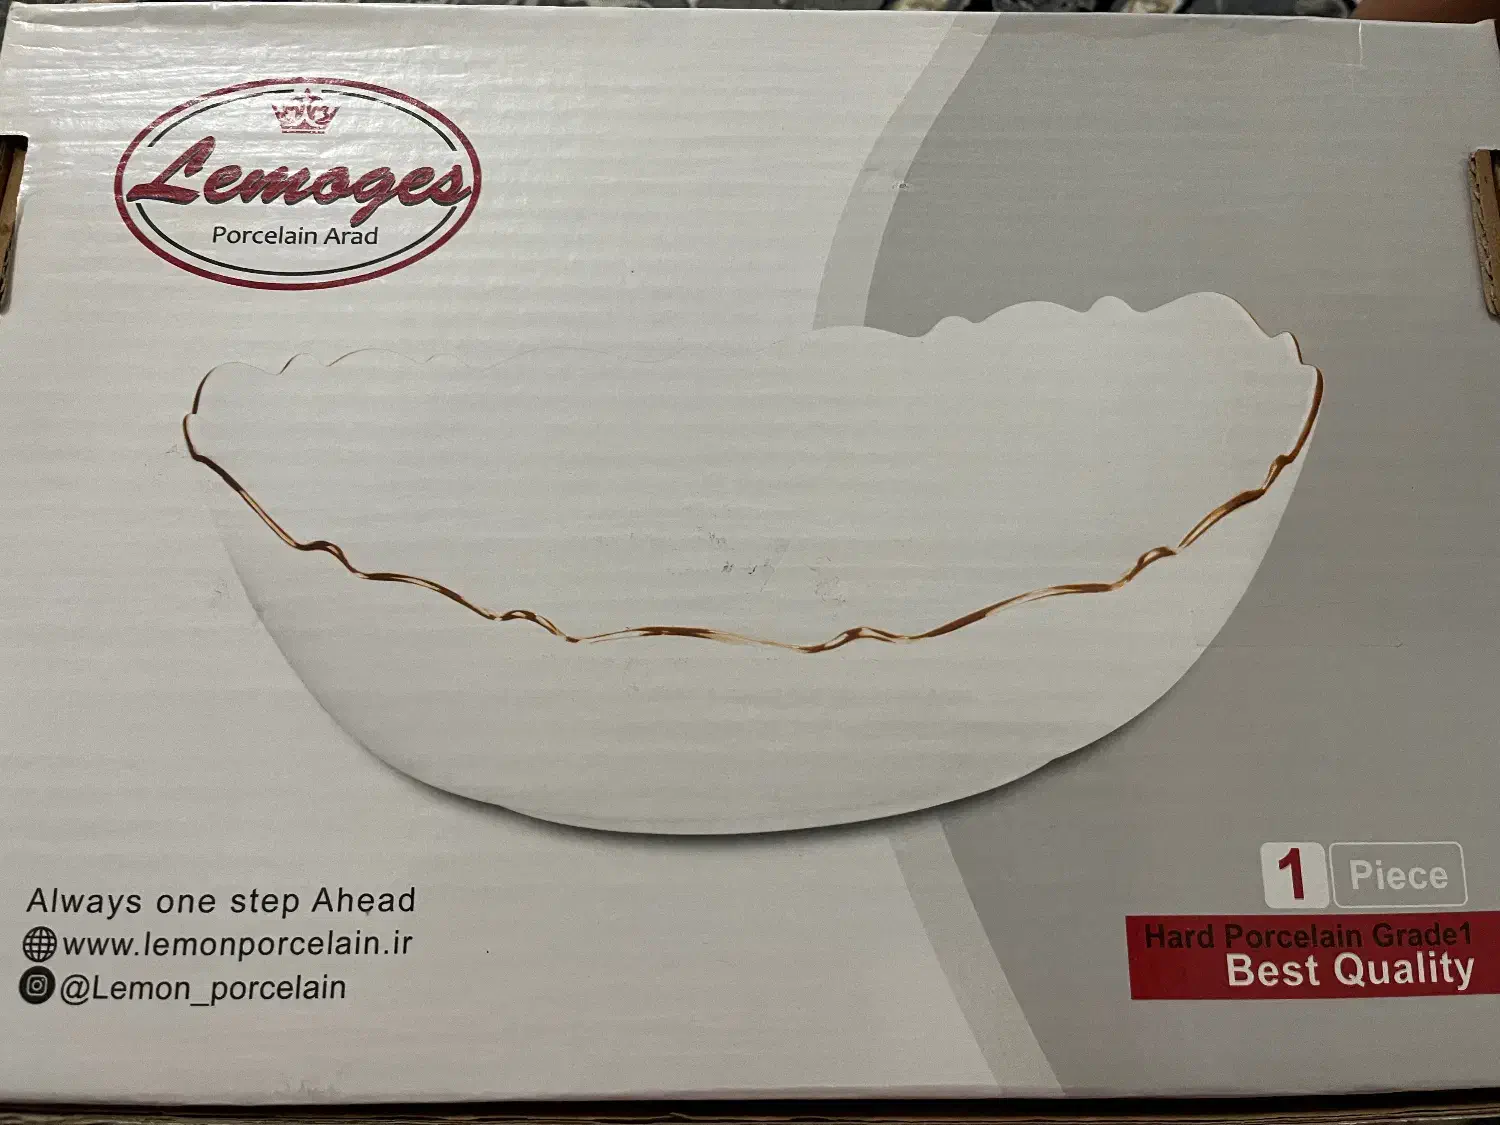 Lemoges
Porcelain Arad
Always one step Ahead
www.lemonporcelain.ir
@Lemon_porcelain
1 Piece
Hard Porcelain Grade1
Best Quality